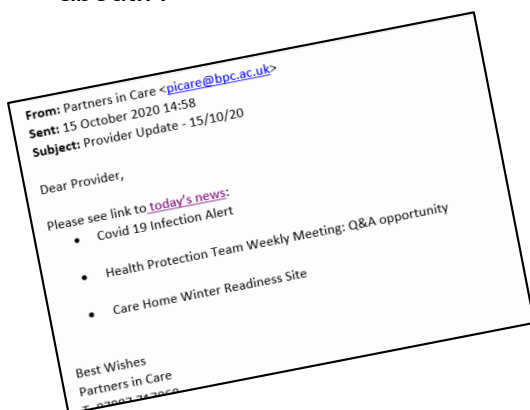 From: Partners in Care <picare@bpc.ac.uk>
Sent: 15 October 2020 14:58
Subject: Provider Update - 15/10/20
Dear Provider,
Please see link to today's news:
• Covid 19 Infection Alert
• Health Protection Team Weekly Meeting: Q&A opportunity
• Care Home Winter Readiness Site
Best Wishes
Partners in Care